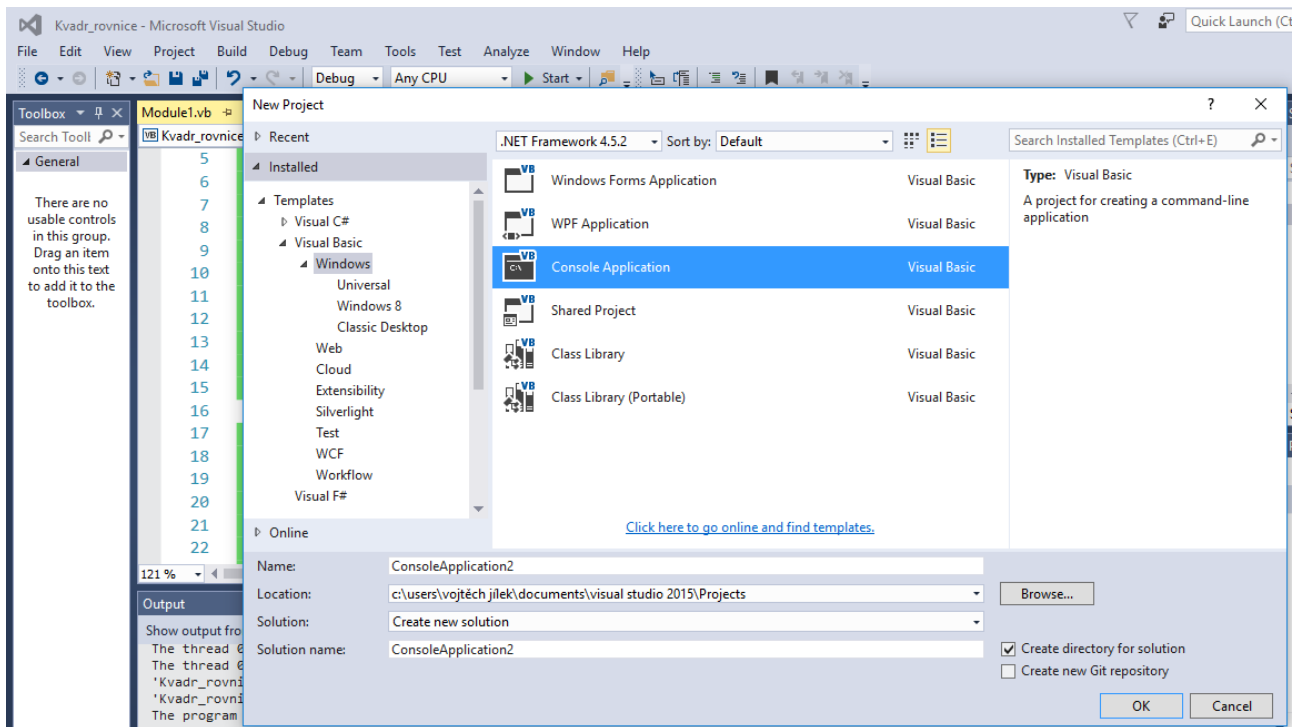 Kvadr_rovnice - Microsoft Visual Studio
Quick Launch (Ct
File Edit View Project Build Debug Team Tools Test Analyze Window Help
Debug Any CPU Start
Toolbox
Module1.vb
Search Tooll
VB Kvadr_rovnice
General
There are no
usable controls
in this group.
Drag an item
onto this text
to add it to the
toolbox.
5
6
7
8
9
10
11
12
13
14
15
16
17
18
19
20
21
22
121 %
Output
Show output fro
The thread 0
The thread 0
'Kvadr_rovni
'Kvadr_rovni
The program
New Project
? 
Recent
.NET Framework 4.5.2 Sort by: Default
Search Installed Templates (Ctrl+E)
Installed
Templates
Visual C#
Visual Basic
Windows
Universal
Windows 8
Classic Desktop
Web
Cloud
Extensibility
Silverlight
Test
WCF
Workflow
Visual F#
Online
VB Windows Forms Application Visual Basic
VB WPF Application Visual Basic
VB C:\ Console Application Visual Basic
VB Shared Project Visual Basic
VB Class Library Visual Basic
VB Class Library (Portable) Visual Basic
Click here to go online and find templates.
Type: Visual Basic
A project for creating a command-line
application
Name: ConsoleApplication2
Location: c:\users\vojtěch jílek\documents\visual studio 2015\Projects
Browse...
Solution: Create new solution
Solution name: ConsoleApplication2
Create directory for solution
Create new Git repository
OK Cancel